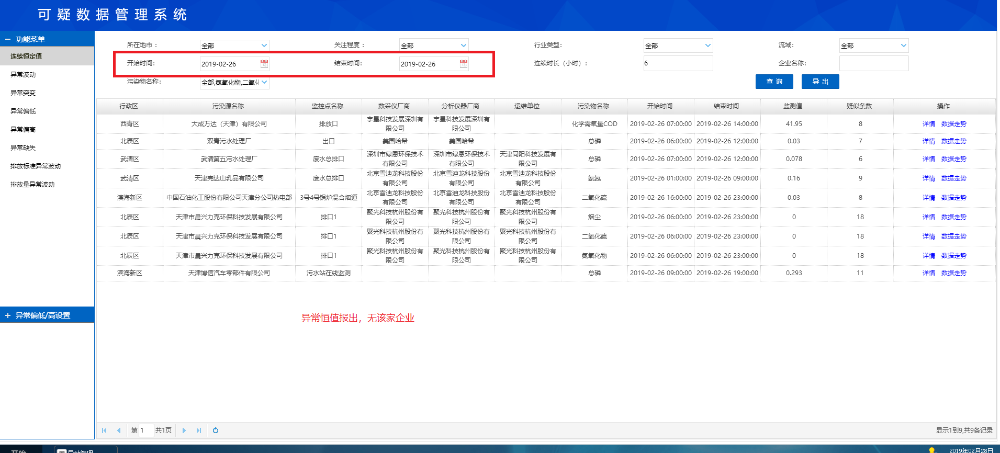 可疑数据管理系统
功能菜单
连续恒定值
异常波动
异常突变
异常偏低
异常偏高
异常缺失
排放标准异常波动
排放量异常波动
异常偏低/高设置
所在地市： 全部 关注程度： 全部 行业类型： 全部 流域： 全部
开始时间： 2019-02-26 结束时间： 2019-02-26 连续时长（小时）： 6 企业名称：
污染物名称： 全部,氮氧化物,二氧化
查 询 导 出
行政区 污染源名称 监控点名称 数采仪厂商 分析仪器厂商 运维单位 污染物名称 开始时间 结束时间 监测值 疑似条数 操作
西青区 大成万达（天津）有限公司 排放口 宇星科技发展深圳有限公司 宇星科技发展深圳有限公司 化学需氧量COD 2019-02-26 07:00:00 2019-02-26 14:00:00 41.95 8 详情 数据走势
北辰区 双青污水处理厂 出口 美国哈希 美国哈希 总磷 2019-02-26 06:00:00 2019-02-26 12:00:00 0.03 7 详情 数据走势
武清区 武清第五污水处理厂 废水总排口 深圳市绿恩环保技术有限公司 深圳市绿恩环保技术有限公司 天津同阳科技发展有限公司 总磷 2019-02-26 07:00:00 2019-02-26 12:00:00 0.078 6 详情 数据走势
武清区 天津完达山乳品有限公司 废水总排口 北京雪迪龙科技股份有限公司 北京雪迪龙科技股份有限公司 北京雪迪龙科技股份有限公司 氨氮 2019-02-26 01:00:00 2019-02-26 09:00:00 0.16 9 详情 数据走势
滨海新区 中国石油化工股份有限公司天津分公司热电部 3号4号锅炉混合烟道 北京雪迪龙科技股份有限公司 北京雪迪龙科技股份有限公司 北京雪迪龙科技股份有限公司 二氧化硫 2019-02-26 16:00:00 2019-02-26 23:00:00 0.03 8 详情 数据走势
北辰区 天津市晨兴力克环保科技发展有限公司 排口1 聚光科技杭州股份有限公司 聚光科技杭州股份有限公司 聚光科技杭州股份有限公司 烟尘 2019-02-26 06:00:00 2019-02-26 23:00:00 0 18 详情 数据走势
北辰区 天津市晨兴力克环保科技发展有限公司 排口1 聚光科技杭州股份有限公司 聚光科技杭州股份有限公司 聚光科技杭州股份有限公司 二氧化硫 2019-02-26 06:00:00 2019-02-26 23:00:00 0 18 详情 数据走势
北辰区 天津市晨兴力克环保科技发展有限公司 排口1 聚光科技杭州股份有限公司 聚光科技杭州股份有限公司 聚光科技杭州股份有限公司 氮氧化物 2019-02-26 06:00:00 2019-02-26 23:00:00 0 18 详情 数据走势
滨海新区 天津博信汽车零部件有限公司 污水站在线监测 总磷 2019-02-26 09:00:00 2019-02-26 19:00:00 0.293 11 详情 数据走势
异常恒值报出，无该家企业
第 1 共1页
显示1到9,共9条记录
开始 异动管理 2019年02月28日